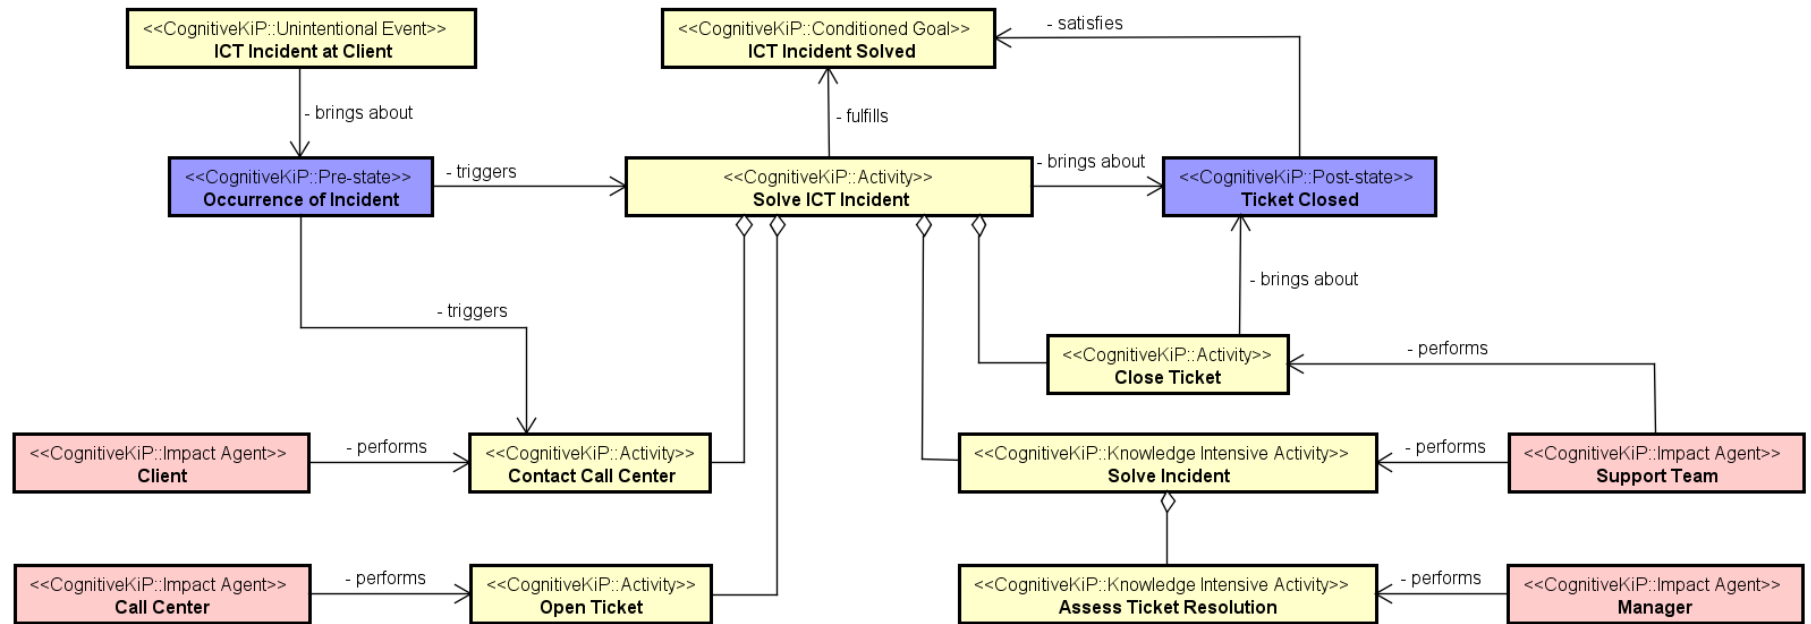 <<CognitiveKiP::Unintentional Event>>
ICT Incident at Client
<<CognitiveKiP::Conditioned Goal>>
ICT Incident Solved
- satisfies
- brings about
- fulfills
<<CognitiveKiP::Pre-state>>
Occurrence of Incident
- triggers
<<CognitiveKiP::Activity>>
Solve ICT Incident
- brings about
<<CognitiveKiP::Post-state>>
Ticket Closed
- brings about
- triggers
<<CognitiveKiP::Activity>>
Close Ticket
- performs
<<CognitiveKiP::Impact Agent>>
Client
- performs
<<CognitiveKiP::Activity>>
Contact Call Center
<<CognitiveKiP::Knowledge Intensive Activity>>
Solve Incident
- performs
<<CognitiveKiP::Impact Agent>>
Support Team
<<CognitiveKiP::Impact Agent>>
Call Center
- performs
<<CognitiveKiP::Activity>>
Open Ticket
<<CognitiveKiP::Knowledge Intensive Activity>>
Assess Ticket Resolution
- performs
<<CognitiveKiP::Impact Agent>>
Manager